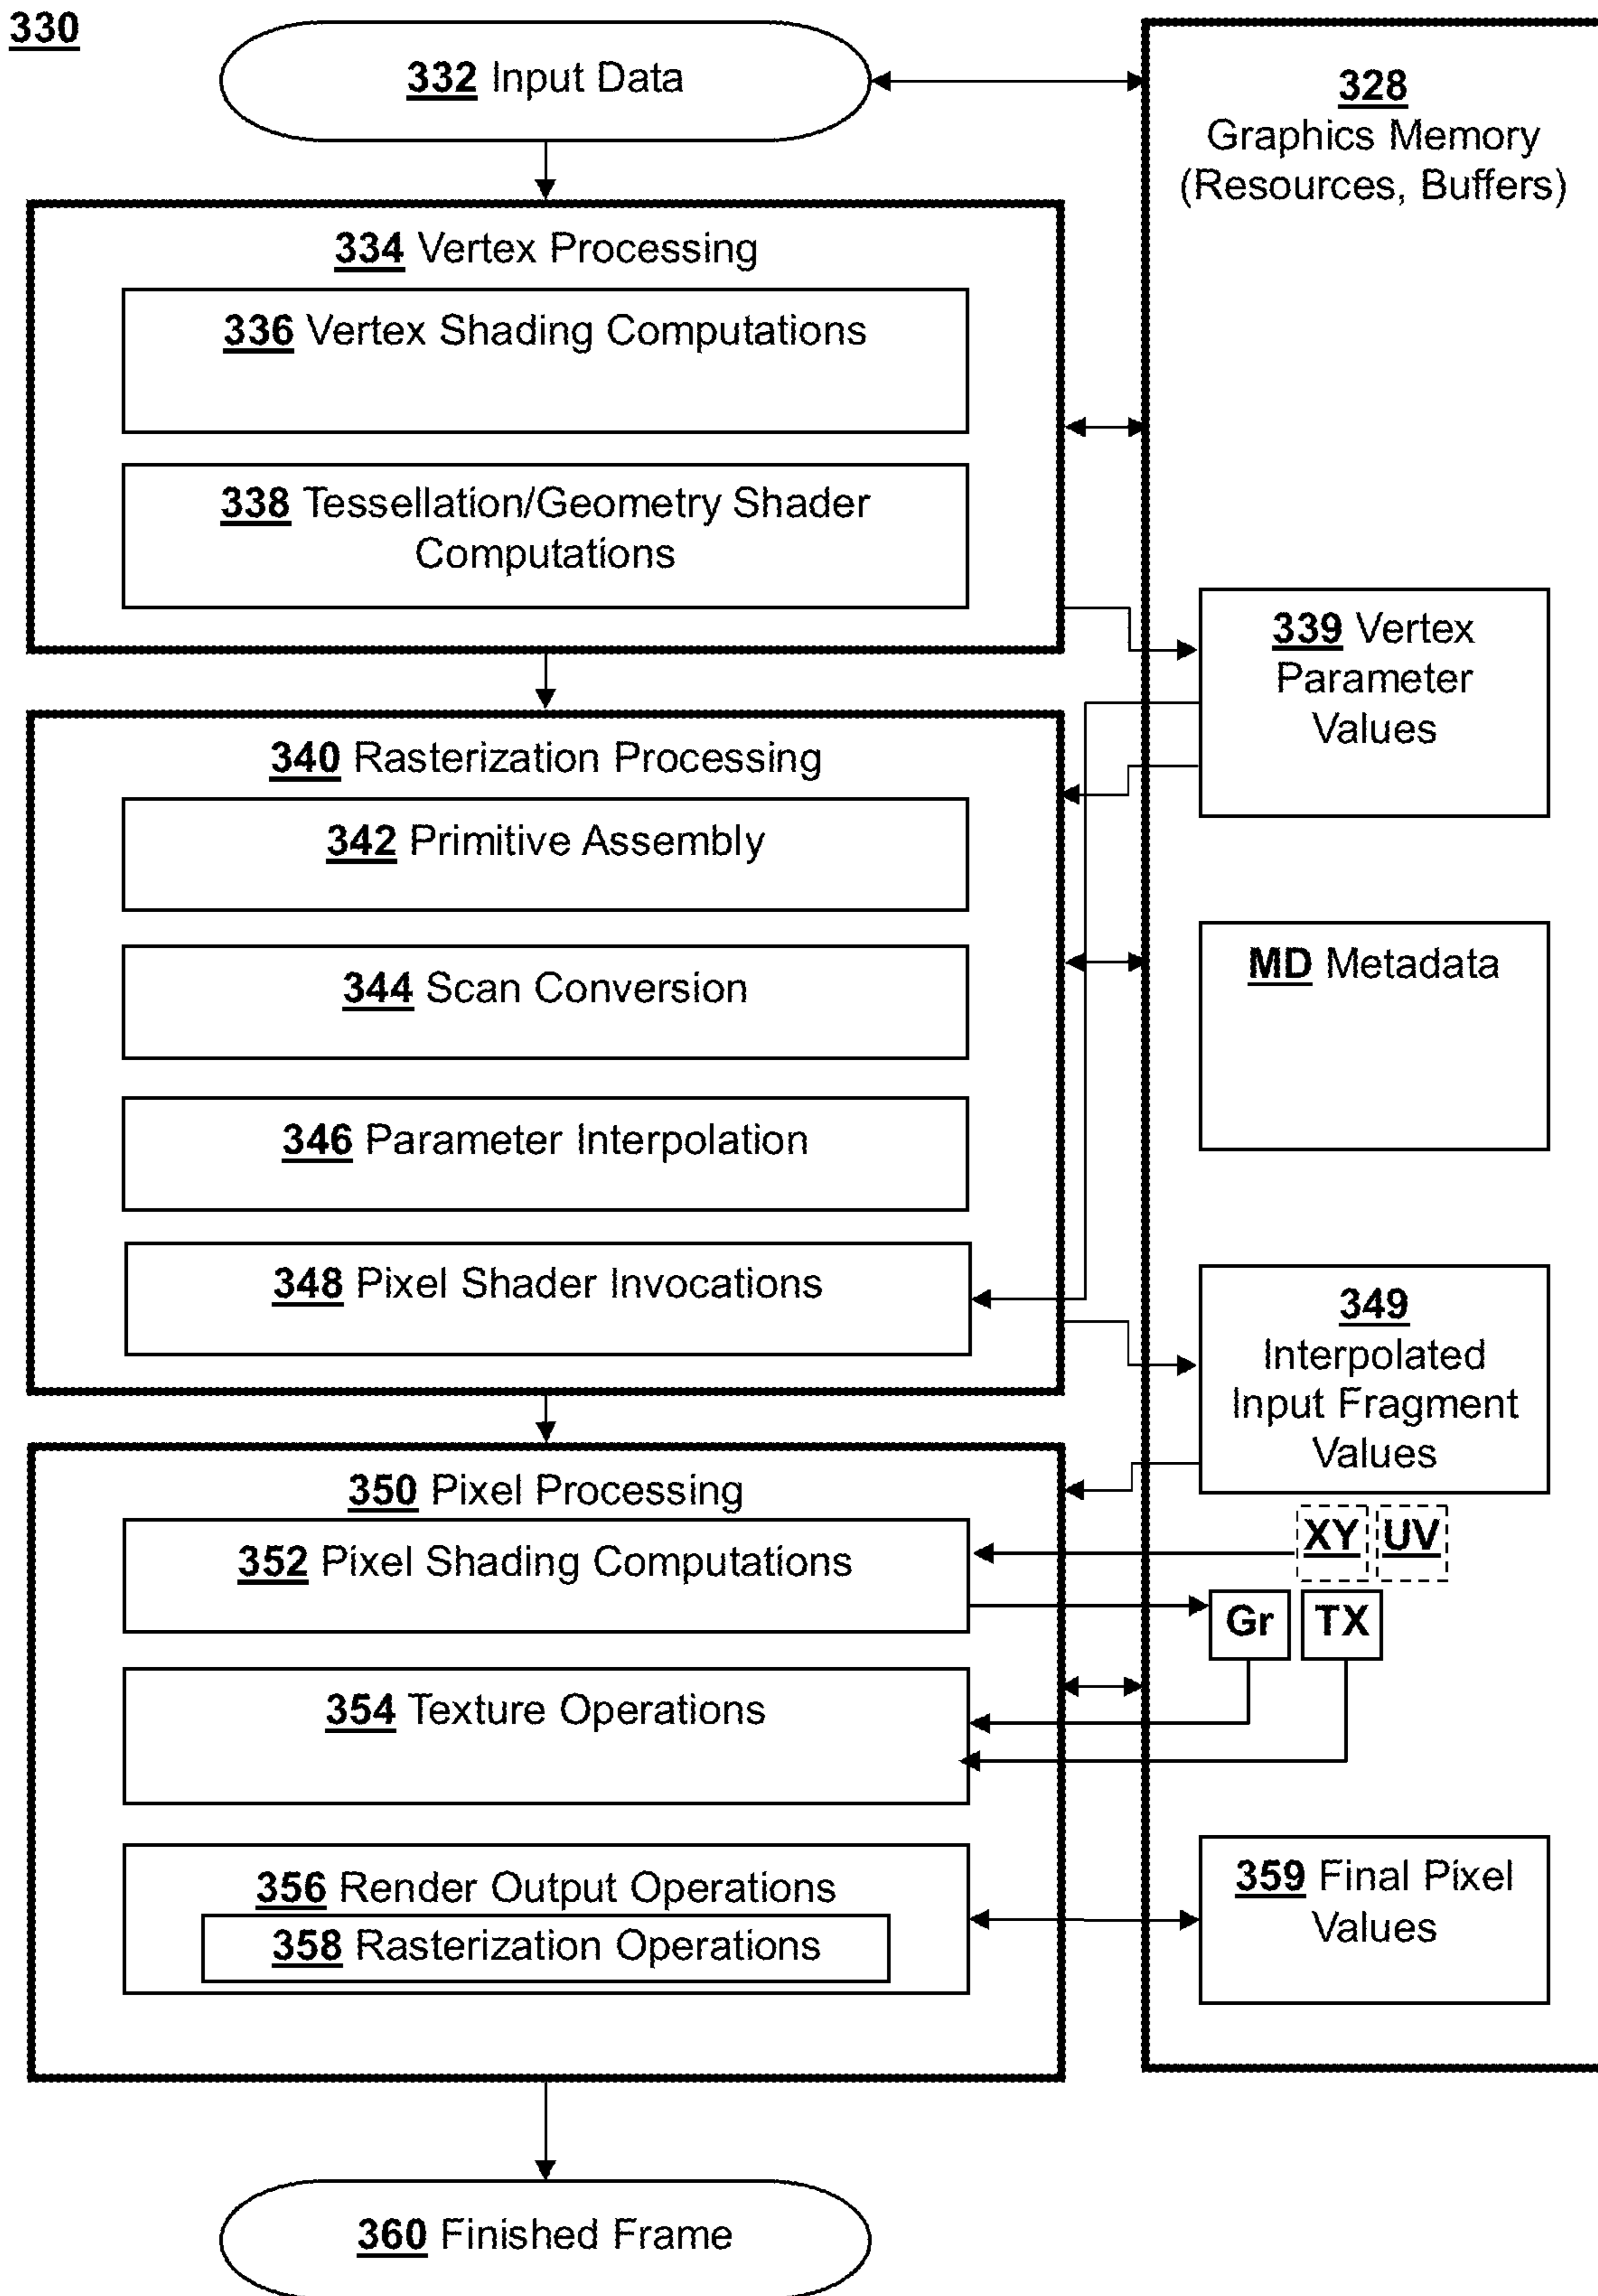 330
332 Input Data
328
Graphics Memory
(Resources, Buffers)
334 Vertex Processing
336 Vertex Shading Computations
338 Tessellation/Geometry Shader
Computations
339 Vertex
Parameter
Values
340 Rasterization Processing
342 Primitive Assembly
344 Scan Conversion
MD Metadata
346 Parameter Interpolation
348 Pixel Shader Invocations
349
Interpolated
Input Fragment
Values
350 Pixel Processing
352 Pixel Shading Computations
XY UV
Gr TX
354 Texture Operations
356 Render Output Operations
358 Rasterization Operations
359 Final Pixel
Values
360 Finished Frame